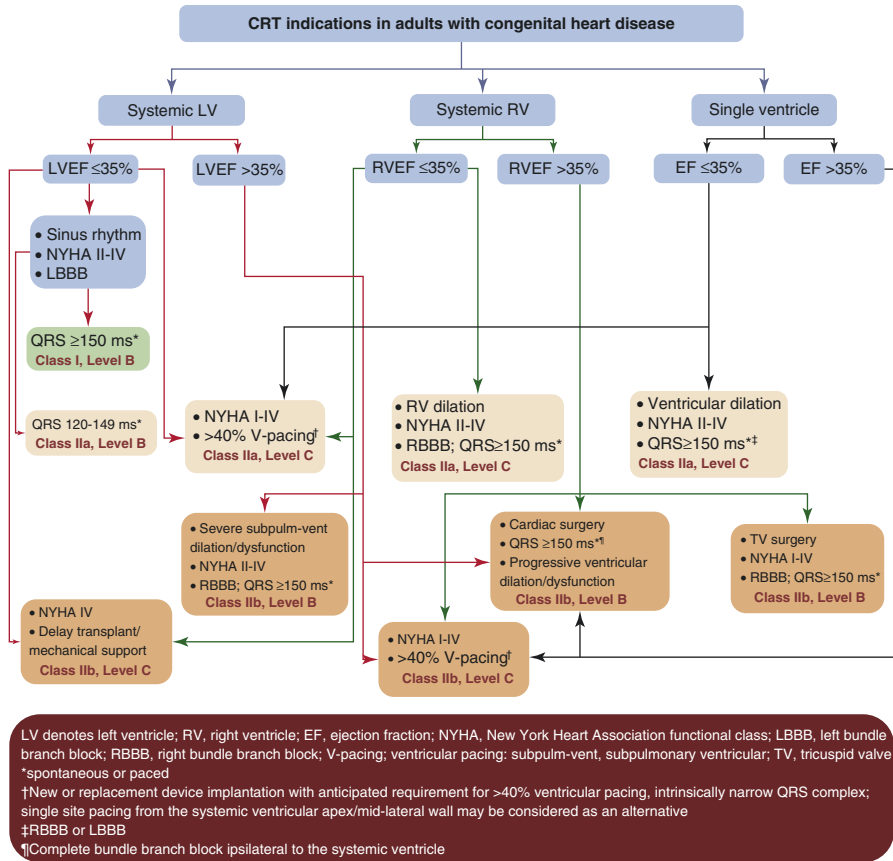 CRT indications in adults with congenital heart disease
Systemic LV
Systemic RV
Single ventricle
LVEF ≤35%
LVEF >35%
RVEF ≤35%
RVEF >35%
EF ≤35%
EF >35%
• Sinus rhythm
• NYHA II-IV
• LBBB
QRS ≥150 ms*
Class I, Level B
QRS 120-149 ms*
Class IIa, Level B
• NYHA I-IV
• >40% V-pacing†
Class IIa, Level C
• RV dilation
• NYHA II-IV
• RBBB; QRS≥150 ms*
Class IIa, Level C
• Ventricular dilation
• NYHA II-IV
• QRS≥150 ms*‡
Class IIa, Level C
• Severe subpulm-vent
dilation/dysfunction
• NYHA II-IV
• RBBB; QRS ≥150 ms*
Class IIb, Level B
• Cardiac surgery
• QRS ≥150 ms*¶
• Progressive ventricular
dilation/dysfunction
Class IIb, Level B
• TV surgery
• NYHA I-IV
• RBBB; QRS≥150 ms*
Class IIb, Level B
• NYHA IV
• Delay transplant/
mechanical support
Class IIb, Level C
• NYHA I-IV
• >40% V-pacing†
Class IIb, Level C
LV denotes left ventricle; RV, right ventricle; EF, ejection fraction; NYHA, New York Heart Association functional class; LBBB, left bundle
branch block; RBBB, right bundle branch block; V-pacing; ventricular pacing: subpulm-vent, subpulmonary ventricular; TV, tricuspid valve
*spontaneous or paced
†New or replacement device implantation with anticipated requirement for >40% ventricular pacing, intrinsically narrow QRS complex;
single site pacing from the systemic ventricular apex/mid-lateral wall may be considered as an alternative
‡RBBB or LBBB
¶Complete bundle branch block ipsilateral to the systemic ventricle